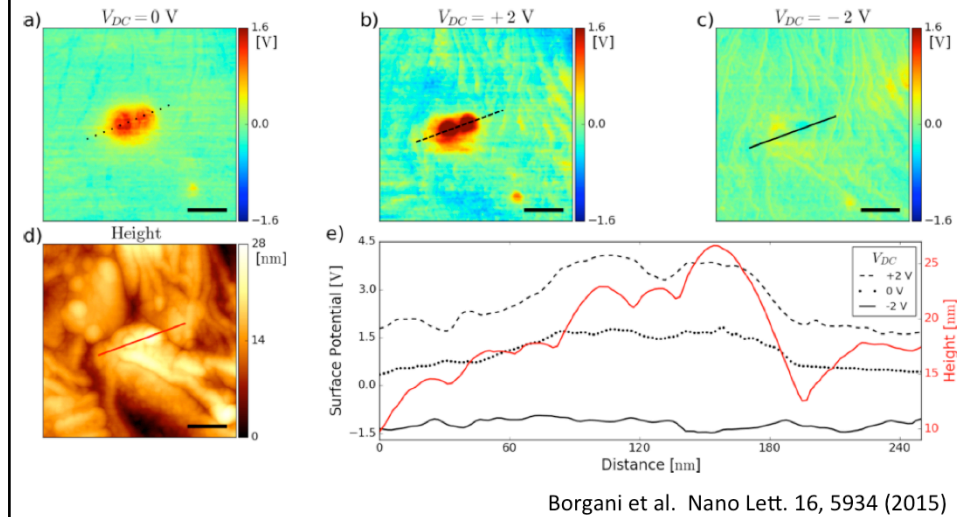 a) V_DC = 0 V
1.6
[V]
0.0
−1.6
b) V_DC = +2 V
1.6
[V]
0.0
−1.6
c) V_DC = −2 V
1.6
[V]
0.0
−1.6
d) Height
28
[nm]
14
0
e)
4.5
3.0
1.5
0.0
−1.5
Surface Potential [V]
0
60
120
180
240
Distance [nm]
25
20
15
10
Height [nm]
V_DC
+2 V
0 V
-2 V
Borgani et al. Nano Lett. 16, 5934 (2015)